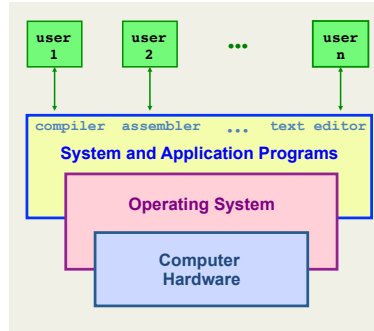 user user ... user
1 2 n
compiler assembler ... text editor
System and Application Programs
Operating System
Computer
Hardware